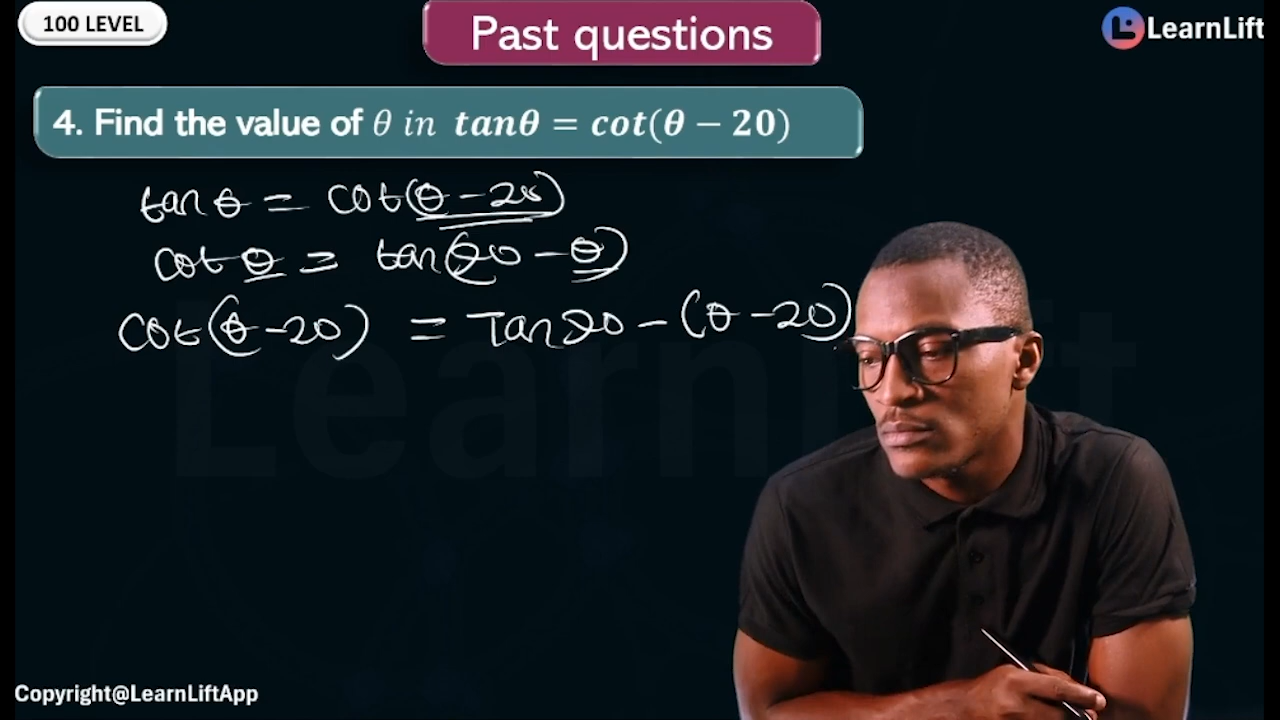 100 LEVEL
Past questions
LearnLift
4. Find the value of θ in tanθ = cot(θ − 20)
tan θ = cot(θ − 20)
cot θ = tan(90 − θ)
cot(θ − 20) = Tan 90 − (θ − 20)
LearnLift
Copyright@LearnLiftApp